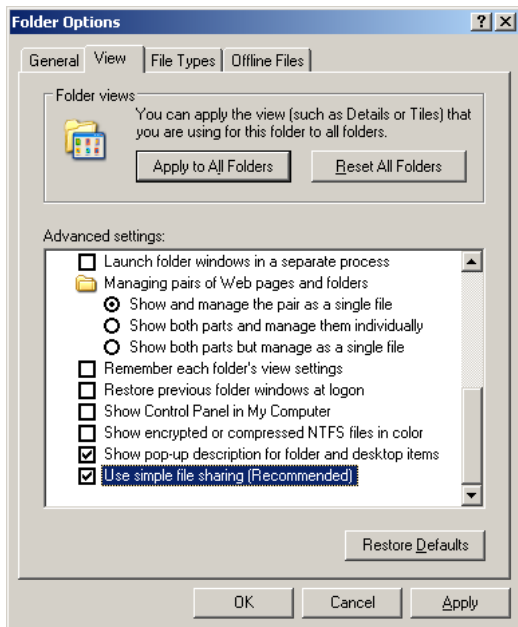 Folder Options
?
General
View
File Types
Offline Files
Folder views
You can apply the view (such as Details or Tiles) that
you are using for this folder to all folders.
Apply to All Folders
Reset All Folders
Advanced settings:
Launch folder windows in a separate process
Managing pairs of Web pages and folders
Show and manage the pair as a single file
Show both parts and manage them individually
Show both parts but manage as a single file
Remember each folder's view settings
Restore previous folder windows at logon
Show Control Panel in My Computer
Show encrypted or compressed NTFS files in color
Show pop-up description for folder and desktop items
Use simple file sharing (Recommended)
Restore Defaults
OK
Cancel
Apply